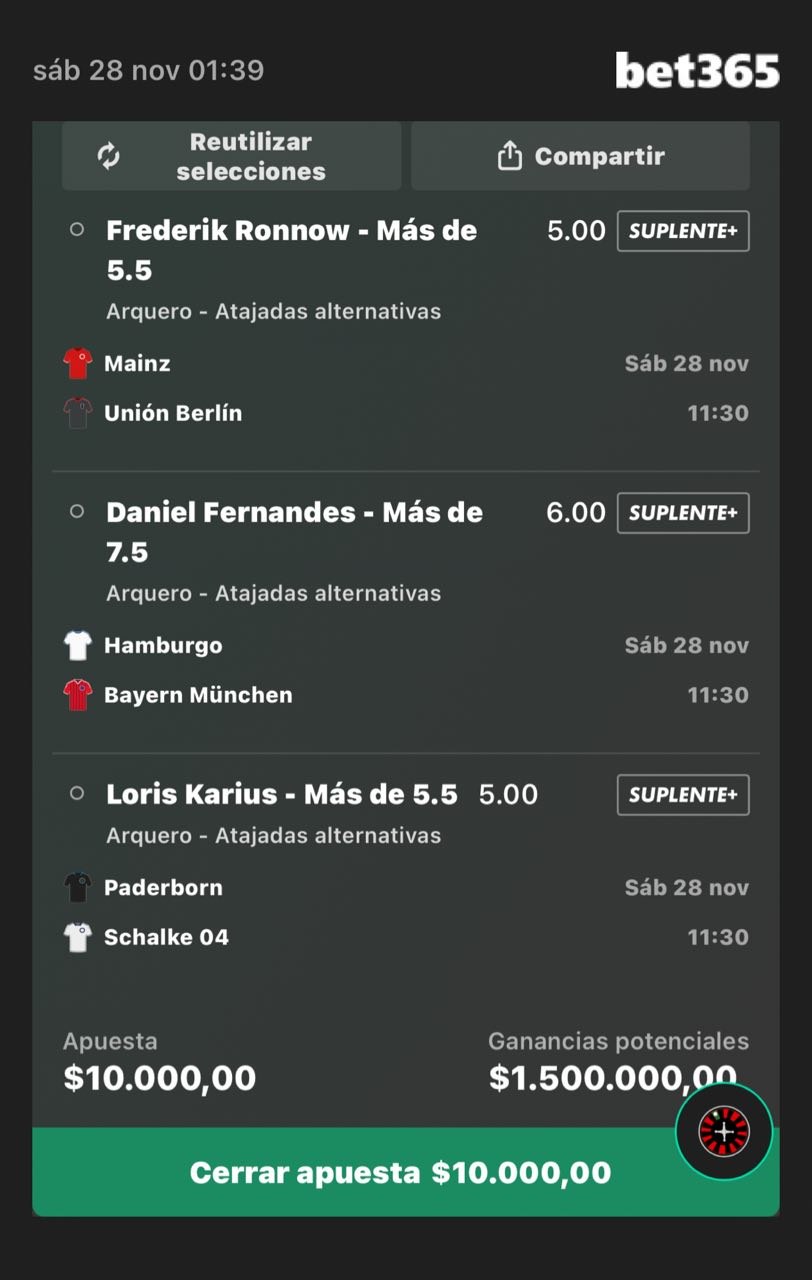 sáb 28 nov 01:39
bet365
Reutilizar
selecciones
Compartir
Frederik Ronnow - Más de
5.5
5.00 SUPLENTE+
Arquero - Atajadas alternativas
Mainz
Sáb 28 nov
Unión Berlín
11:30
Daniel Fernandes - Más de
7.5
6.00 SUPLENTE+
Arquero - Atajadas alternativas
Hamburgo
Sáb 28 nov
Bayern München
11:30
Loris Karius - Más de 5.5 5.00 SUPLENTE+
Arquero - Atajadas alternativas
Paderborn
Sáb 28 nov
Schalke 04
11:30
Apuesta
$10.000,00
Ganancias potenciales
$1.500.000,00
Cerrar apuesta $10.000,00